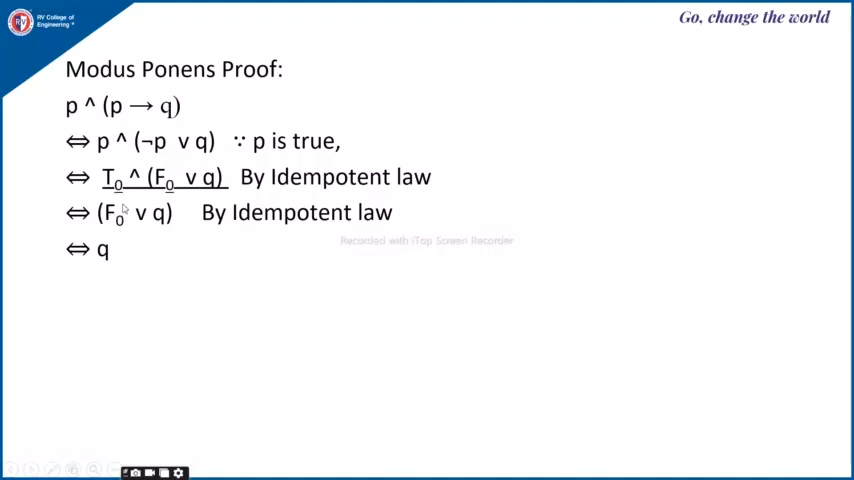 RV College of
Engineering
Go, change the world
Modus Ponens Proof:
p ^ (p → q)
⇔ p ^ (¬p v q) ∵ p is true,
⇔ T₀ ^ (F₀ v q) By Idempotent law
⇔ (F₀ v q) By Idempotent law
Recorded with iTop Screen Recorder
⇔ q